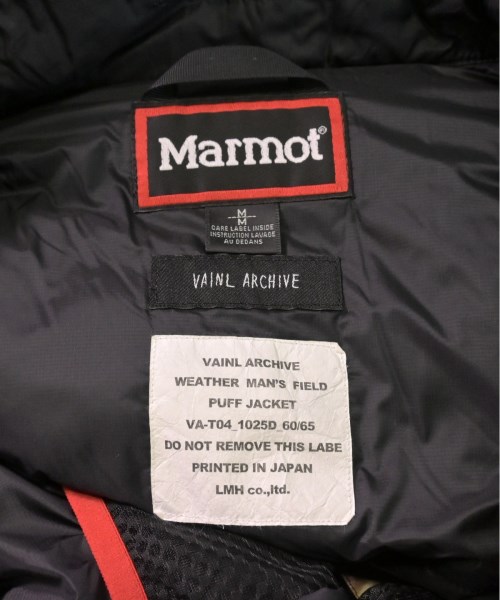 Marmot®
M
M
CARE LABEL INSIDE
INSTRUCTION LAVAGE
AU DEDANS
VAINL ARCHIVE
VAINL ARCHIVE
WEATHER MAN'S FIELD
PUFF JACKET
VA-T04_1025D_60/65
DO NOT REMOVE THIS LABE
PRINTED IN JAPAN
LMH co.,ltd.